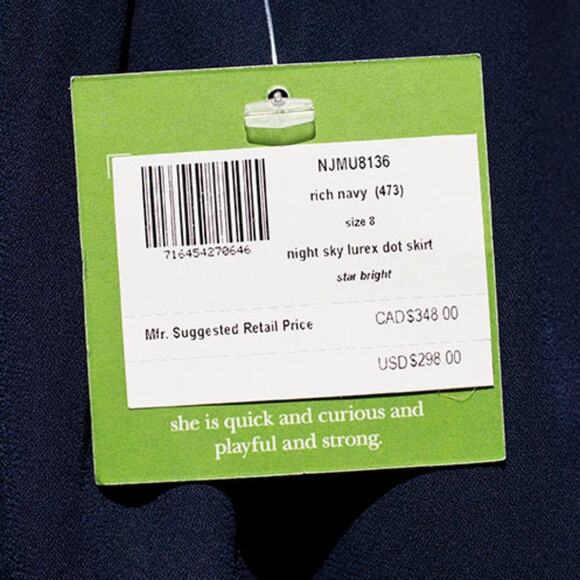 NJMU8136
rich navy (473)
size 8
716454270646
night sky lurex dot skirt
star bright
Mfr. Suggested Retail Price
CAD$348.00
USD$298.00
she is quick and curious and
playful and strong.